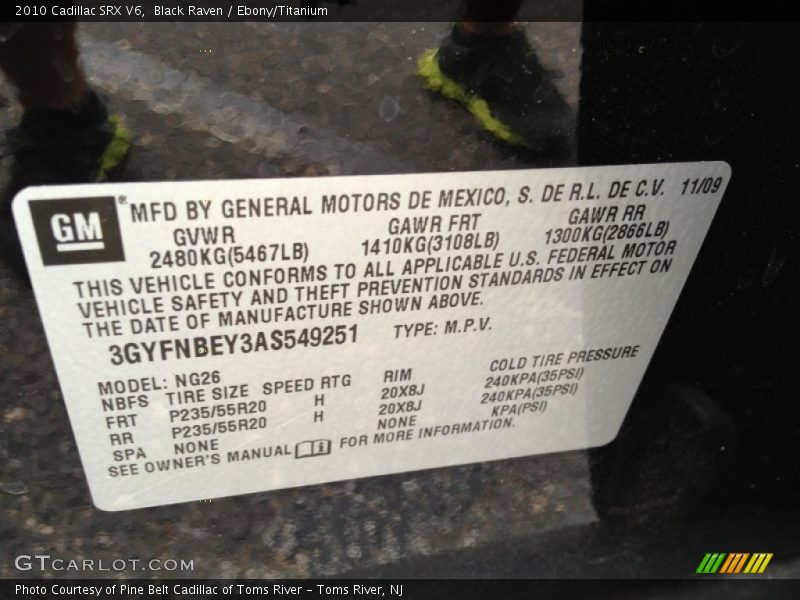 2010 Cadillac SRX V6, Black Raven / Ebony/Titanium
GM ® MFD BY GENERAL MOTORS DE MEXICO, S. DE R.L. DE C.V. 11/09
GVWR GAWR FRT GAWR RR
2480KG(5467LB) 1410KG(3108LB) 1300KG(2866LB)
THIS VEHICLE CONFORMS TO ALL APPLICABLE U.S. FEDERAL MOTOR
VEHICLE SAFETY AND THEFT PREVENTION STANDARDS IN EFFECT ON
THE DATE OF MANUFACTURE SHOWN ABOVE.
3GYFNBEY3AS549251 TYPE: M.P.V.
MODEL: NG26
NBFS TIRE SIZE SPEED RTG RIM COLD TIRE PRESSURE
FRT P235/55R20 H 20X8J 240KPA(35PSI)
RR P235/55R20 H 20X8J 240KPA(35PSI)
SPA NONE NONE KPA(PSI)
SEE OWNER'S MANUAL FOR MORE INFORMATION.
GTCARLOT.COM
Photo Courtesy of Pine Belt Cadillac of Toms River – Toms River, NJ